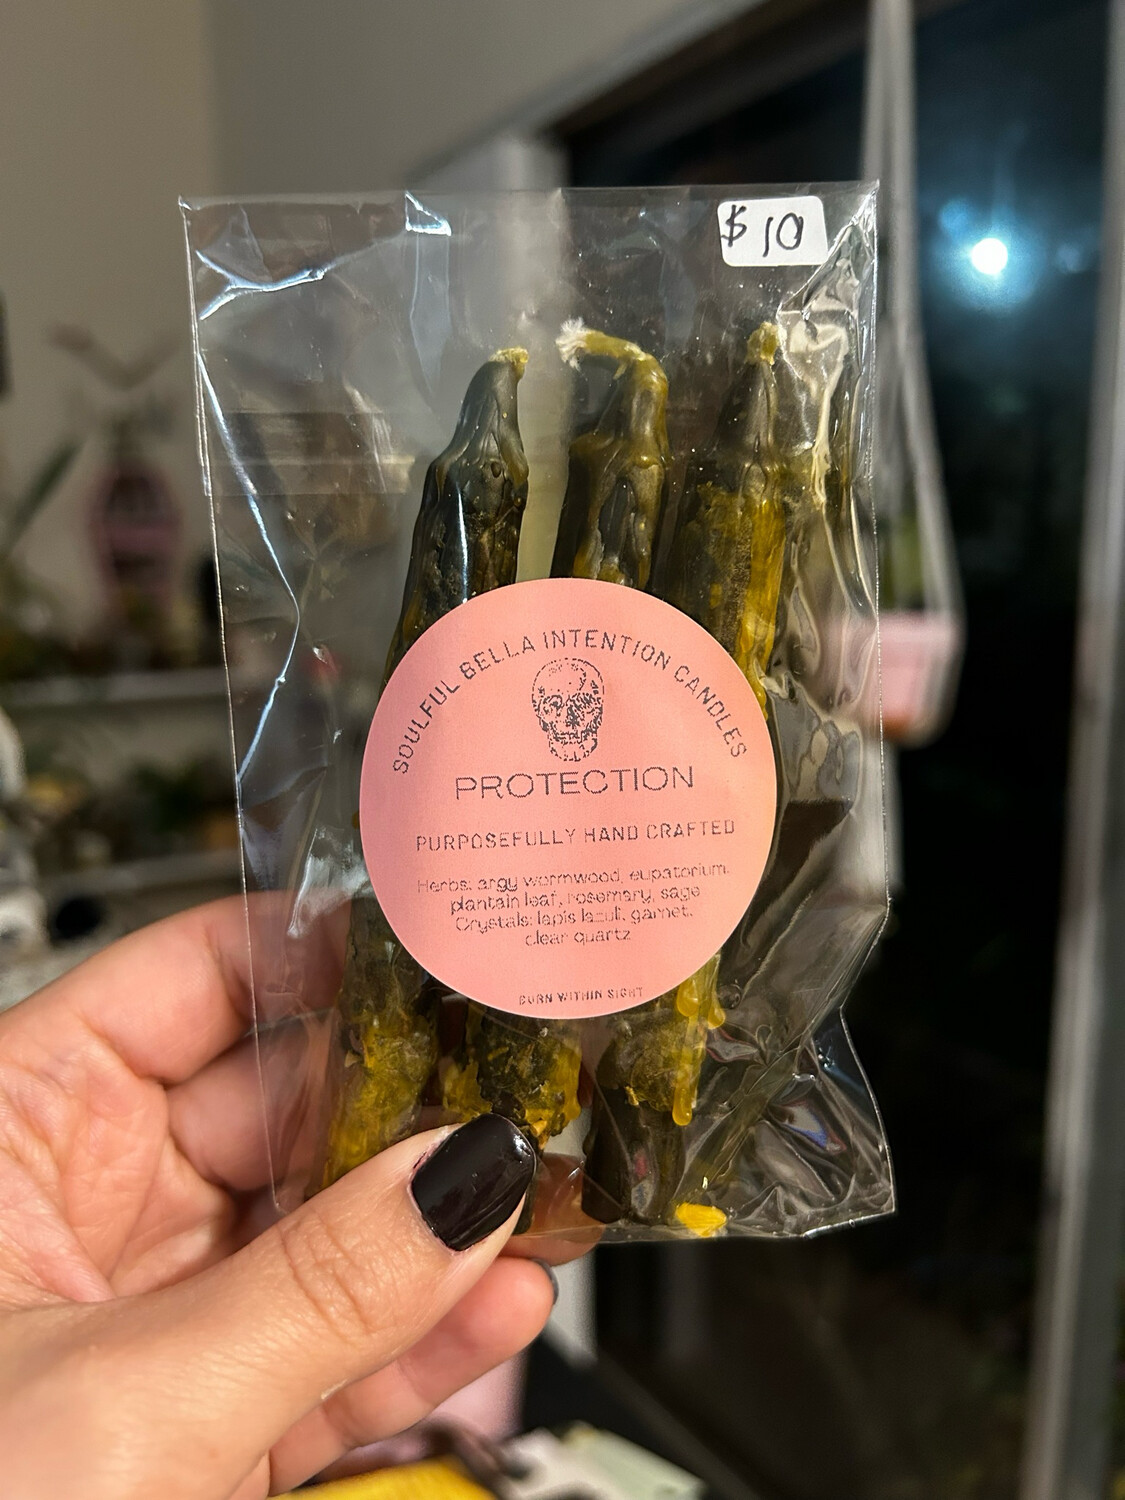 $10
SOULFUL BELLA INTENTION CANDLES
PROTECTION
PURPOSEFULLY HAND CRAFTED
Herbs: argy wormwood, eupatorium,
plantain leaf, rosemary, sage
Crystals: lapis lazuli, garnet,
clear quartz
BURN WITHIN SIGHT